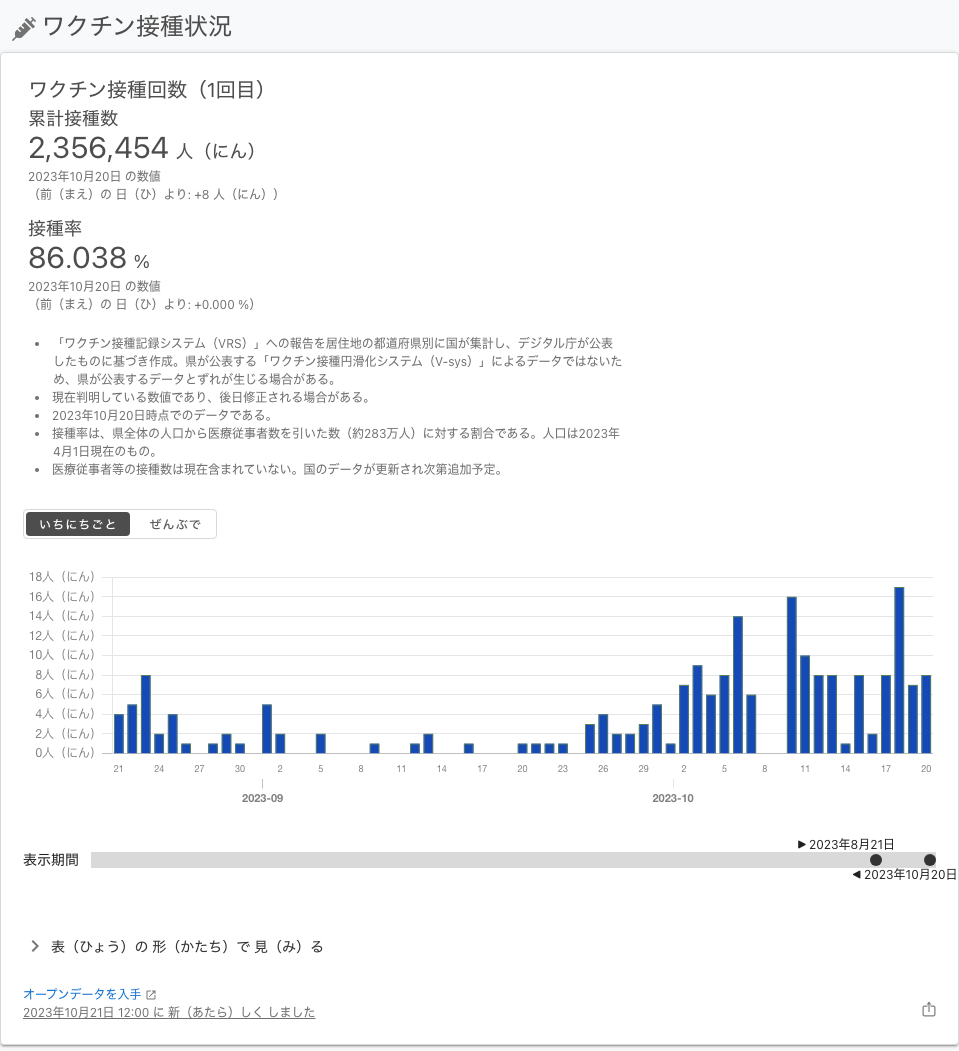 ワクチン接種状況
ワクチン接種回数（1回目）
累計接種数
2,356,454 人（にん）
2023年10月20日 の数値
（前（まえ）の 日（ひ）より: +8 人（にん））
接種率
86.038 %
2023年10月20日 の数値
（前（まえ）の 日（ひ）より: +0.000 %）
• 「ワクチン接種記録システム（VRS）」への報告を居住地の都道府県別に国が集計し、デジタル庁が公表
したものに基づき作成。県が公表する「ワクチン接種円滑化システム（V-sys）」によるデータではないた
め、県が公表するデータとずれが生じる場合がある。
• 現在判明している数値であり、後日修正される場合がある。
• 2023年10月20日時点でのデータである。
• 接種率は、県全体の人口から医療従事者数を引いた数（約283万人）に対する割合である。人口は2023年
4月1日現在のもの。
• 医療従事者等の接種数は現在含まれていない。国のデータが更新され次第追加予定。
いちにちごと ぜんぶで
18人（にん）
16人（にん）
14人（にん）
12人（にん）
10人（にん）
8人（にん）
6人（にん）
4人（にん）
2人（にん）
0人（にん）
21 24 27 30 2 5 8 11 14 17 20 23 26 29 2 5 8 11 14 17 20
2023-09 2023-10
▶ 2023年8月21日
表示期間
◀ 2023年10月20日
表（ひょう）の 形（かたち）で 見（み）る
オープンデータを入手
2023年10月21日 12:00 に 新（あたら）しく しました